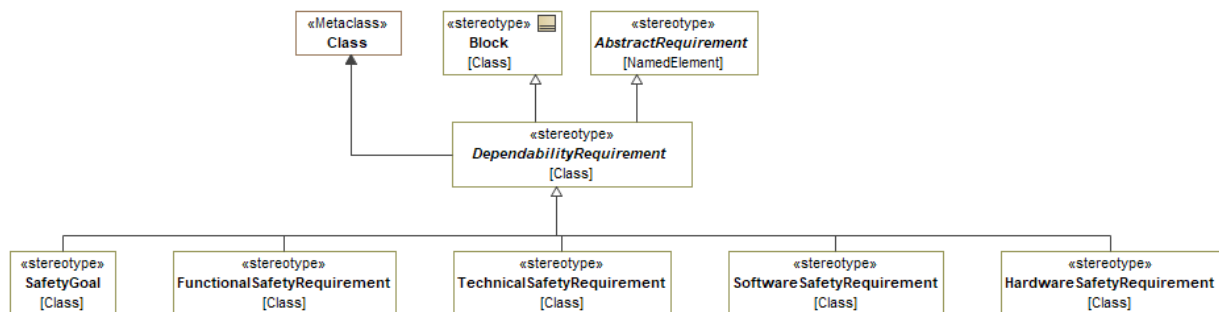 «Metaclass»
Class
«stereotype»
Block
[Class]
«stereotype»
AbstractRequirement
[NamedElement]
«stereotype»
DependabilityRequirement
[Class]
«stereotype»
SafetyGoal
[Class]
«stereotype»
FunctionalSafetyRequirement
[Class]
«stereotype»
TechnicalSafetyRequirement
[Class]
«stereotype»
SoftwareSafetyRequirement
[Class]
«stereotype»
HardwareSafetyRequirement
[Class]